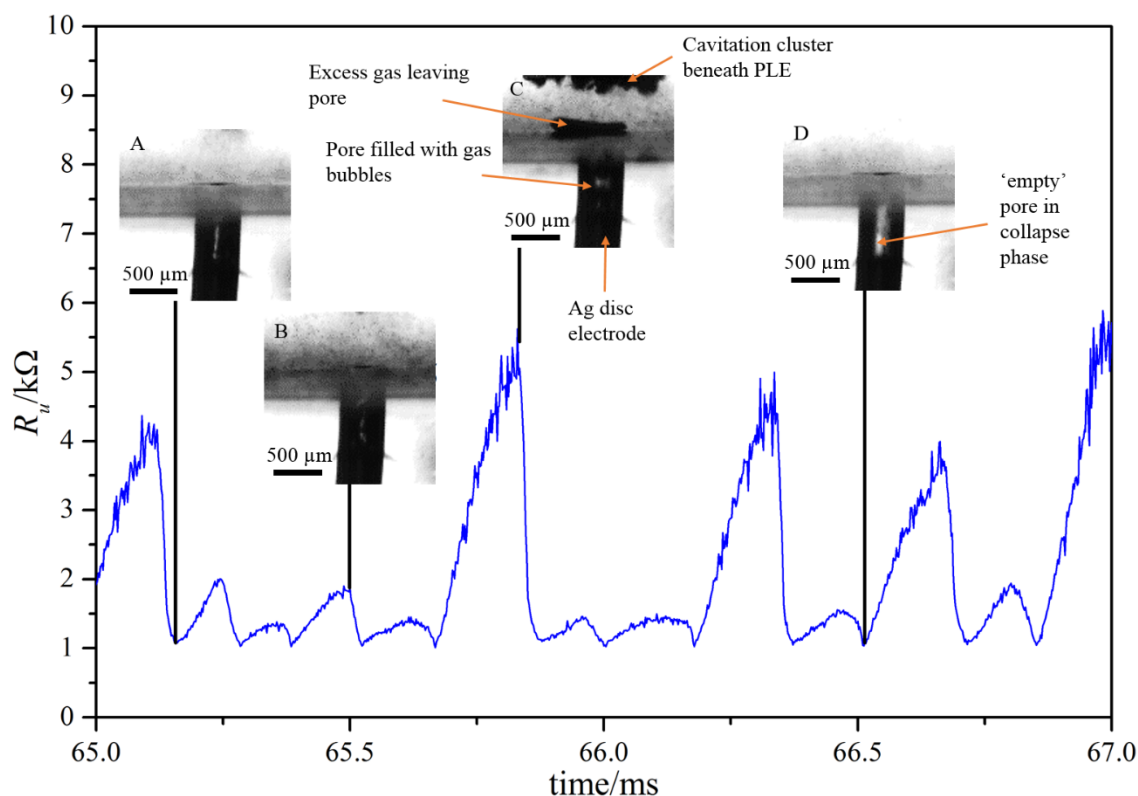 10
9
8
7
6
5
4
3
2
1
0
R_u/kΩ
65.0
65.5
66.0
66.5
67.0
time/ms
A
500 µm
B
500 µm
C
500 µm
Excess gas leaving
pore
Pore filled with gas
bubbles
Cavitation cluster
beneath PLE
Ag disc
electrode
D
500 µm
‘empty’
pore in
collapse
phase